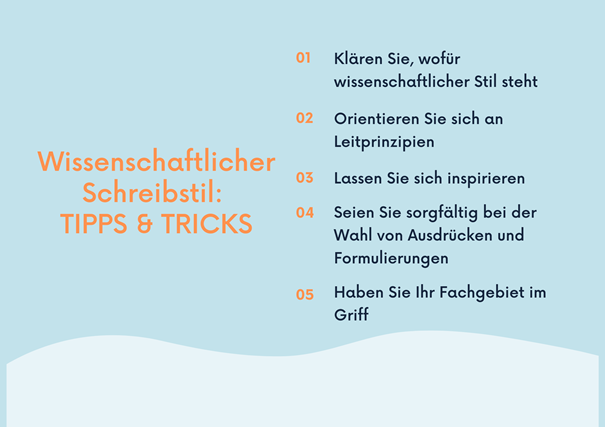 Wissenschaftlicher
Schreibstil:
TIPPS & TRICKS
01 Klären Sie, wofür
wissenschaftlicher Stil steht
02 Orientieren Sie sich an
Leitprinzipien
03 Lassen Sie sich inspirieren
04 Seien Sie sorgfältig bei der
Wahl von Ausdrücken und
Formulierungen
05 Haben Sie Ihr Fachgebiet im
Griff